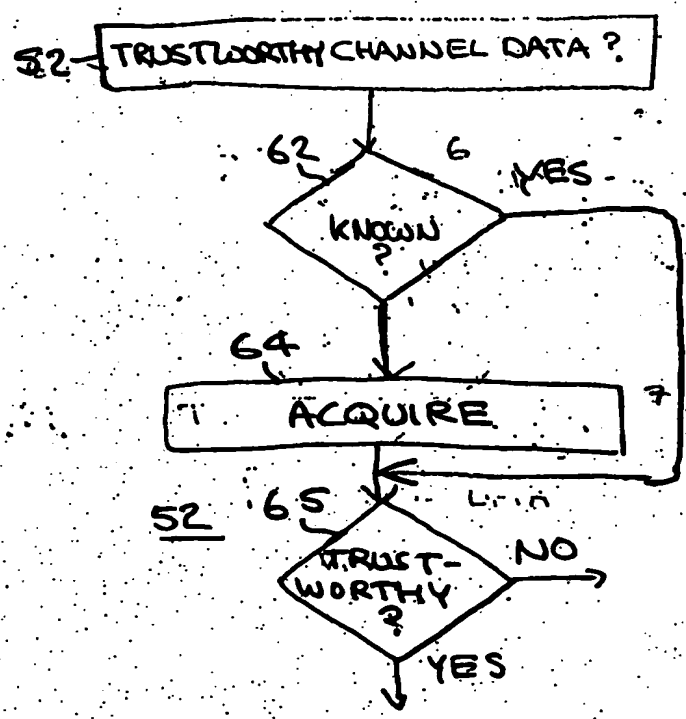 52 TRUSTWORTHY CHANNEL DATA ?
62
6
YES
KNOWN
?
64
7
ACQUIRE
52
65
TRUST-
WORTHY
?
NO
YES